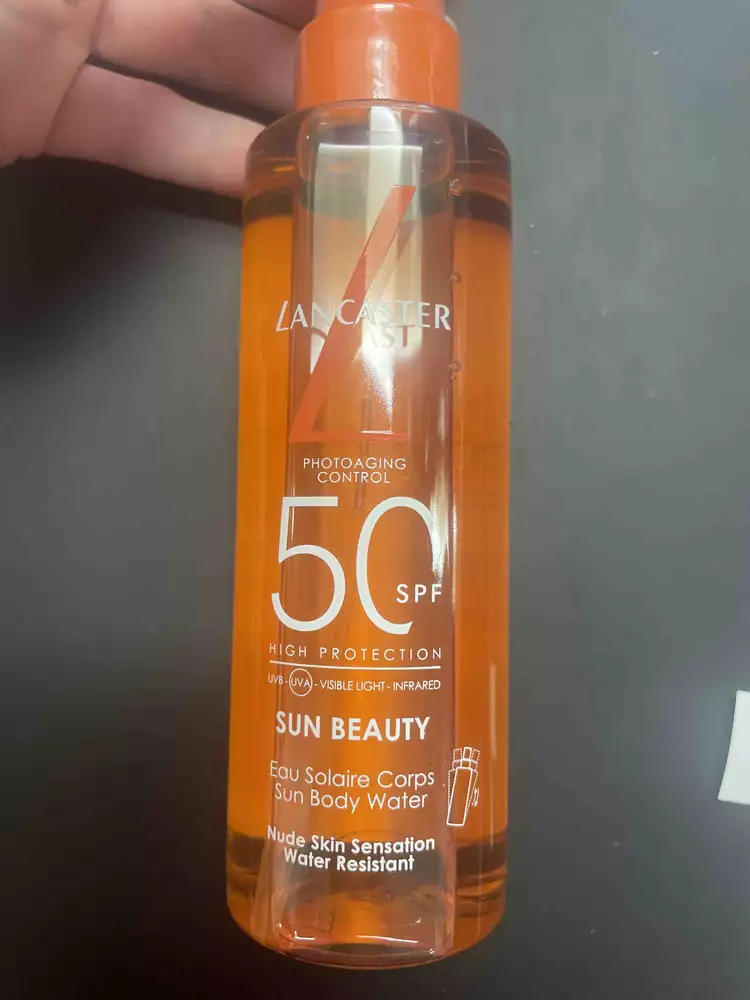 LANCASTER
PHOTOAGING
CONTROL
50
SPF
HIGH PROTECTION
UVB - UVA - VISIBLE LIGHT - INFRARED
SUN BEAUTY
Eau Solaire Corps
Sun Body Water
Nude Skin Sensation
Water Resistant